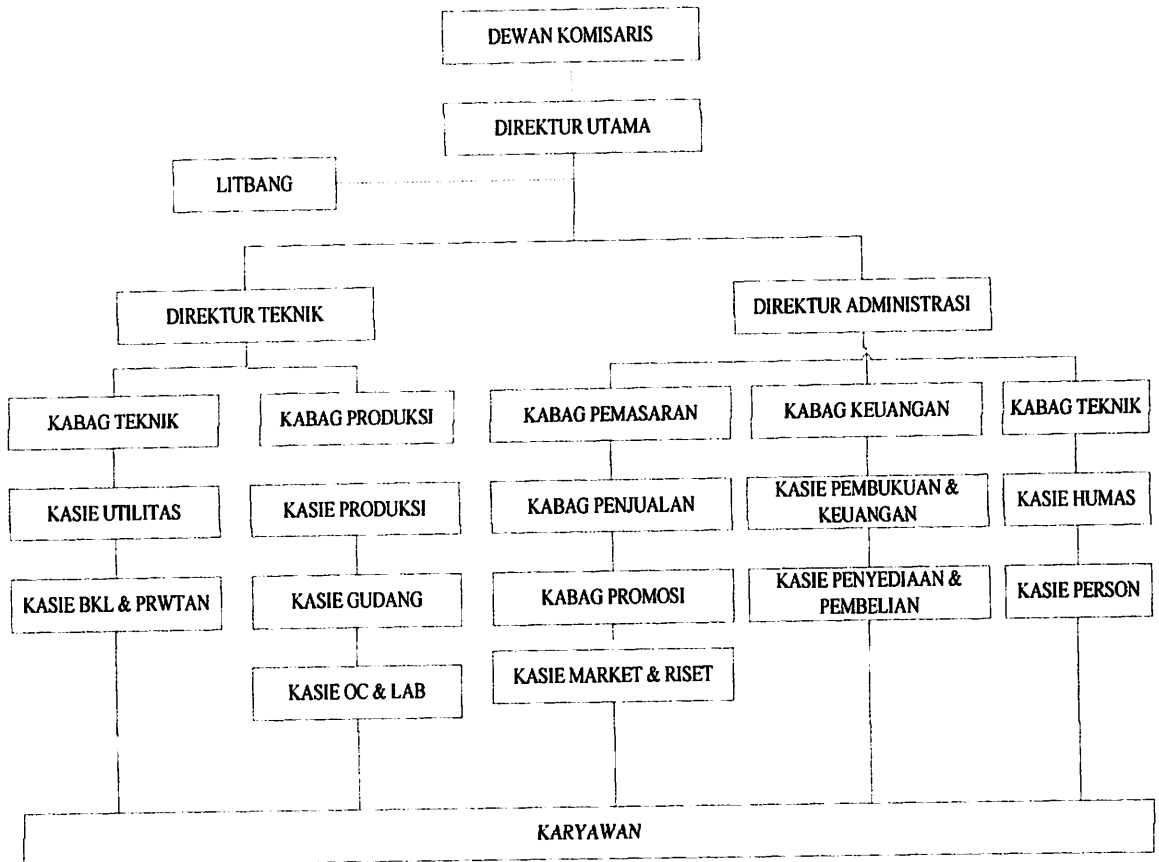 DEWAN KOMISARIS
DIREKTUR UTAMA
LITBANG
DIREKTUR TEKNIK
DIREKTUR ADMINISTRASI
KABAG TEKNIK
KABAG PRODUKSI
KABAG PEMASARAN
KABAG KEUANGAN
KABAG TEKNIK
KASIE UTILITAS
KASIE PRODUKSI
KABAG PENJUALAN
KASIE PEMBUKUAN &
KEUANGAN
KASIE HUMAS
KASIE BKL & PRWTAN
KASIE GUDANG
KABAG PROMOSI
KASIE PENYEDIAAN &
PEMBELIAN
KASIE PERSON
KASIE OC & LAB
KASIE MARKET & RISET
KARYAWAN